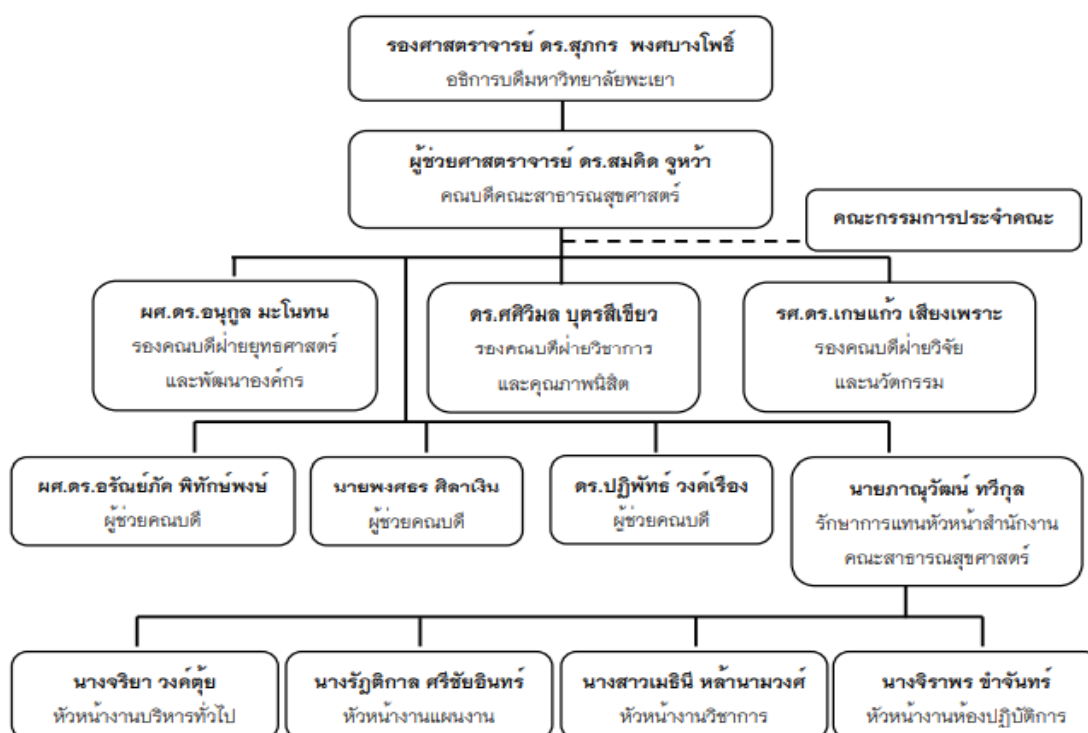 รองศาสตราจารย์ ดร.สุภกร พงศบางโพธิ์
อธิการบดีมหาวิทยาลัยพะเยา
ผู้ช่วยศาสตราจารย์ ดร.สมคิด จูหว้า
คณบดีคณะสาธารณสุขศาสตร์
คณะกรรมการประจำคณะ
ผศ.ดร.อนุกูล มะโนทน
รองคณบดีฝ่ายยุทธศาสตร์
และพัฒนาองค์กร
ดร.ศศิวิมล บุตรสีเขียว
รองคณบดีฝ่ายวิชาการ
และคุณภาพนิสิต
รศ.ดร.เกษแก้ว เสียงเพราะ
รองคณบดีฝ่ายวิจัย
และนวัตกรรม
ผศ.ดร.อรัณย์ภัค พิทักษ์พงษ์
ผู้ช่วยคณบดี
นายพงศธร ศิลาเงิน
ผู้ช่วยคณบดี
ดร.ปฏิพัทธ์ วงค์เรือง
ผู้ช่วยคณบดี
นายภาณุวัฒน์ ทวีกุล
รักษาการแทนหัวหน้าสำนักงาน
คณะสาธารณสุขศาสตร์
นางจริยา วงค์ตุ้ย
หัวหน้างานบริหารทั่วไป
นางรัฎติกาล ศรีชัยอินทร์
หัวหน้างานแผนงาน
นางสาวเมธินี หล้านามวงศ์
หัวหน้างานวิชาการ
นางจิราพร ขำจันทร์
หัวหน้างานห้องปฏิบัติการ